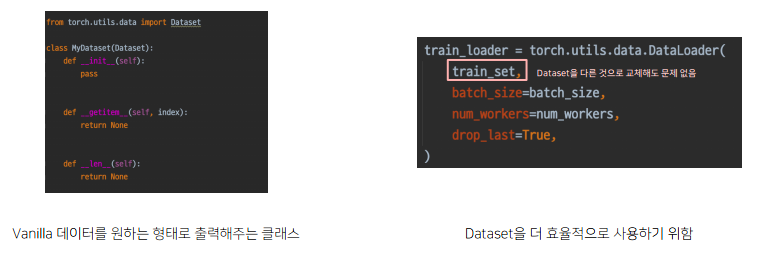 from torch.utils.data import Dataset
class MyDataset(Dataset):
def __init__(self):
pass
def __getitem__(self, index):
return None
def __len__(self):
return None
Vanilla 데이터를 원하는 형태로 출력해주는 클래스
train_loader = torch.utils.data.DataLoader(
train_set, Dataset을 다른 것으로 교체해도 문제 없음
batch_size=batch_size,
num_workers=num_workers,
drop_last=True,
)
Dataset을 더 효율적으로 사용하기 위함